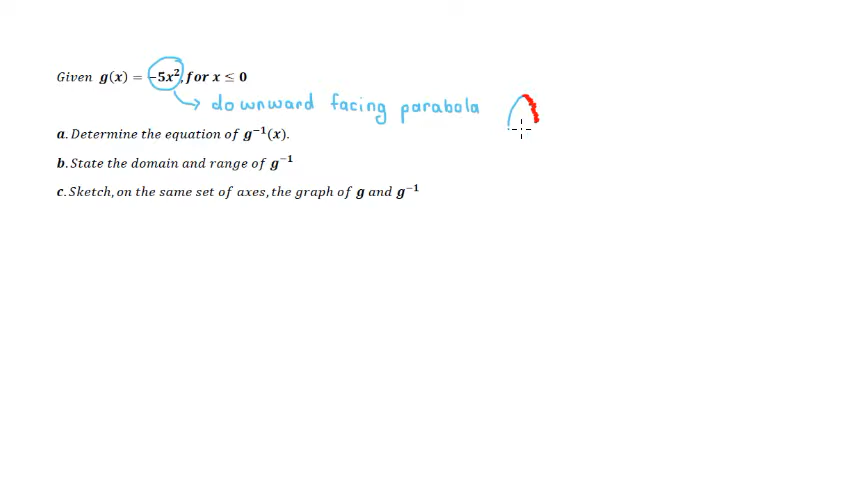 Given g(x) = −5x², for x ≤ 0
downward facing parabola
a. Determine the equation of g⁻¹(x).
b. State the domain and range of g⁻¹
c. Sketch, on the same set of axes, the graph of g and g⁻¹